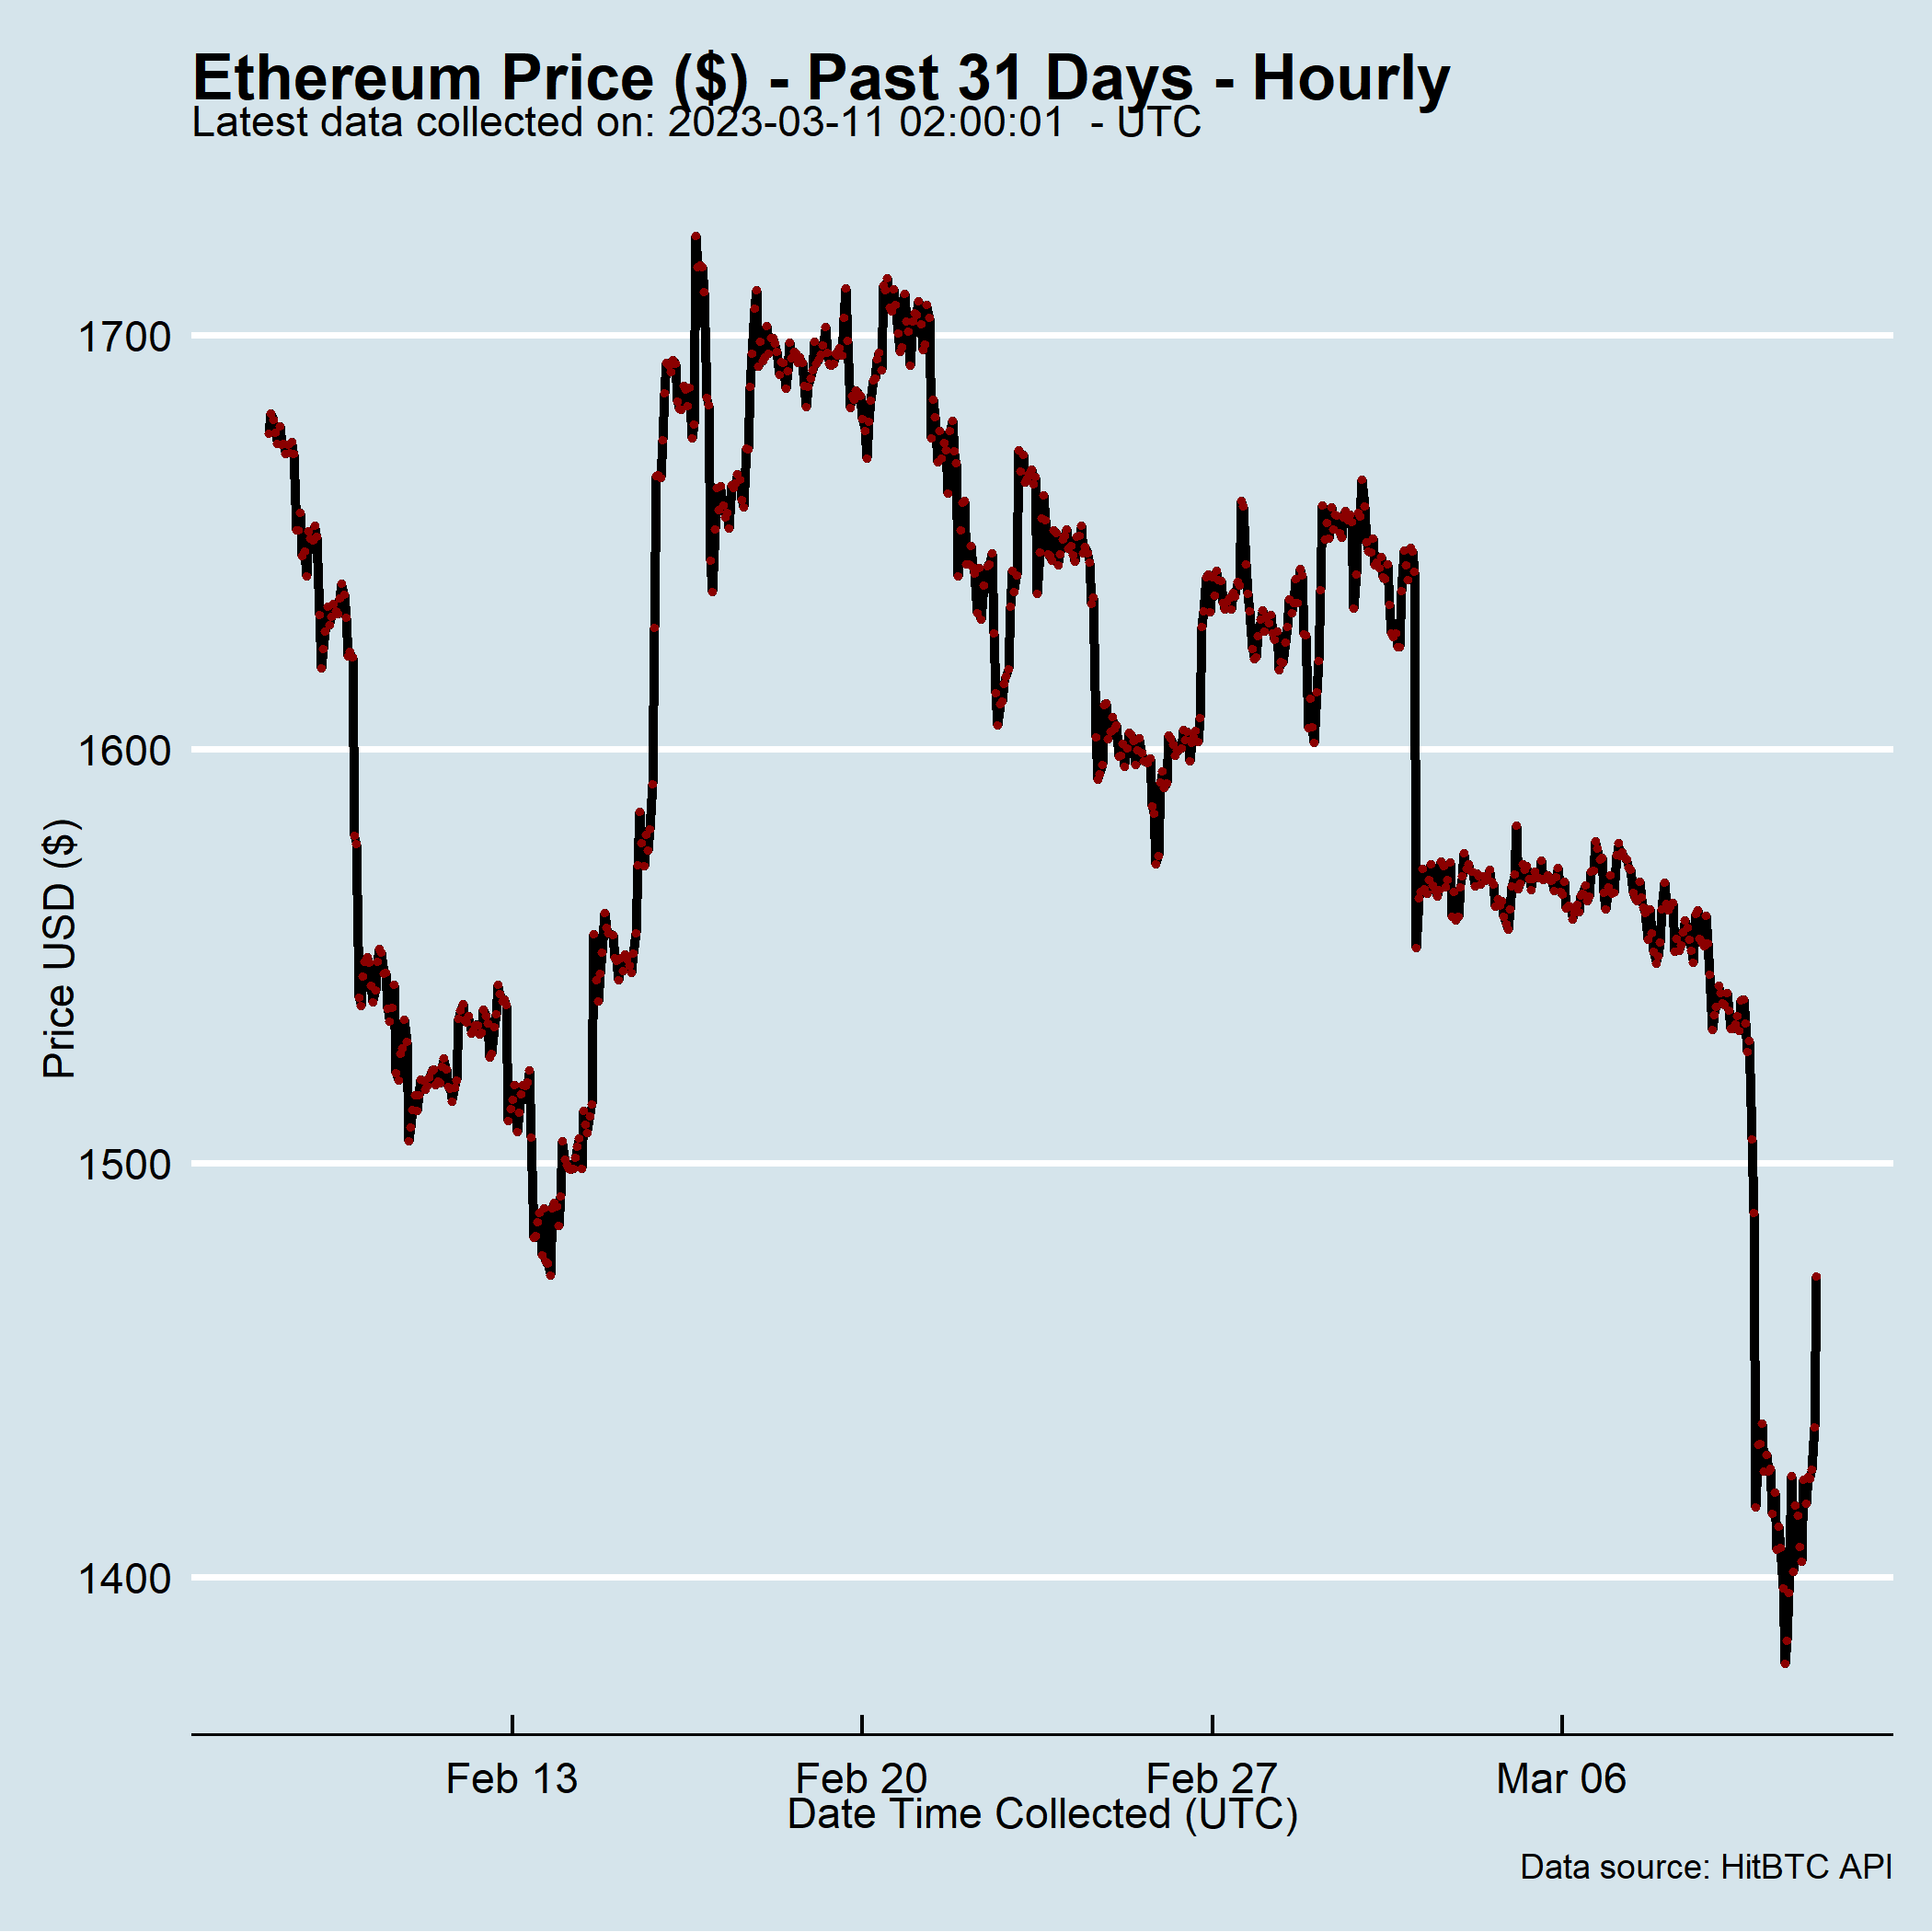 Ethereum Price ($) - Past 31 Days - Hourly
Latest data collected on: 2023-03-11 02:00:01  - UTC
1700
1600
1500
1400
Price USD ($)
Feb 13
Feb 20
Feb 27
Mar 06
Date Time Collected (UTC)
Data source: HitBTC API